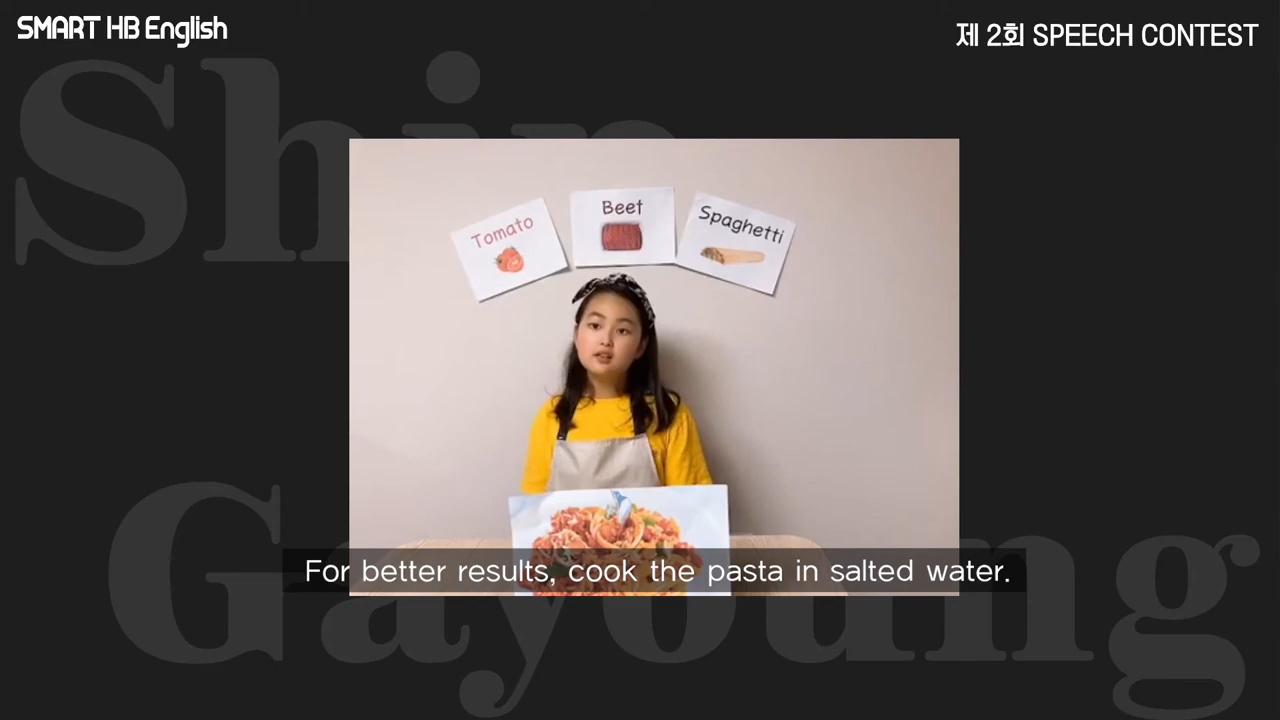 SMART HB English
제 2회 SPEECH CONTEST
Shin
Tomato
Beet
Spaghetti
Gayoung
For better results, cook the pasta in salted water.